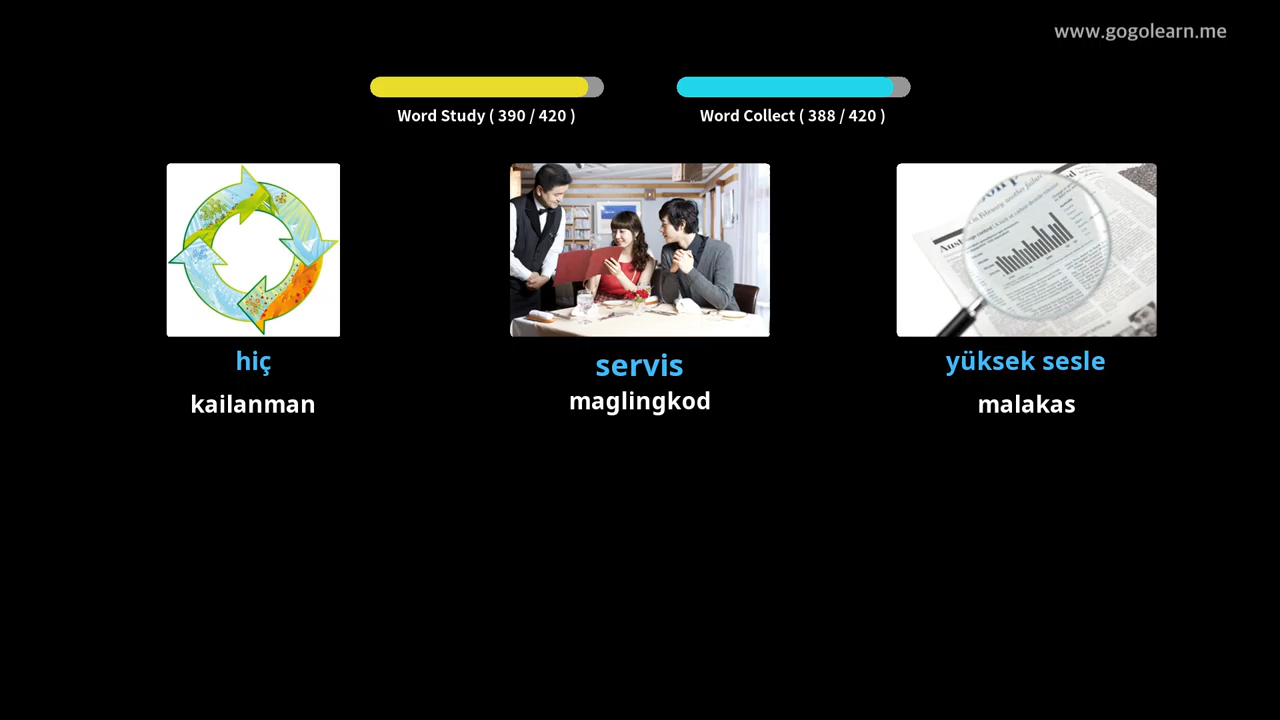 www.gogolearn.me
Word Study ( 390 / 420 )
Word Collect ( 388 / 420 )
hiç
servis
yüksek sesle
kailanman
maglingkod
malakas